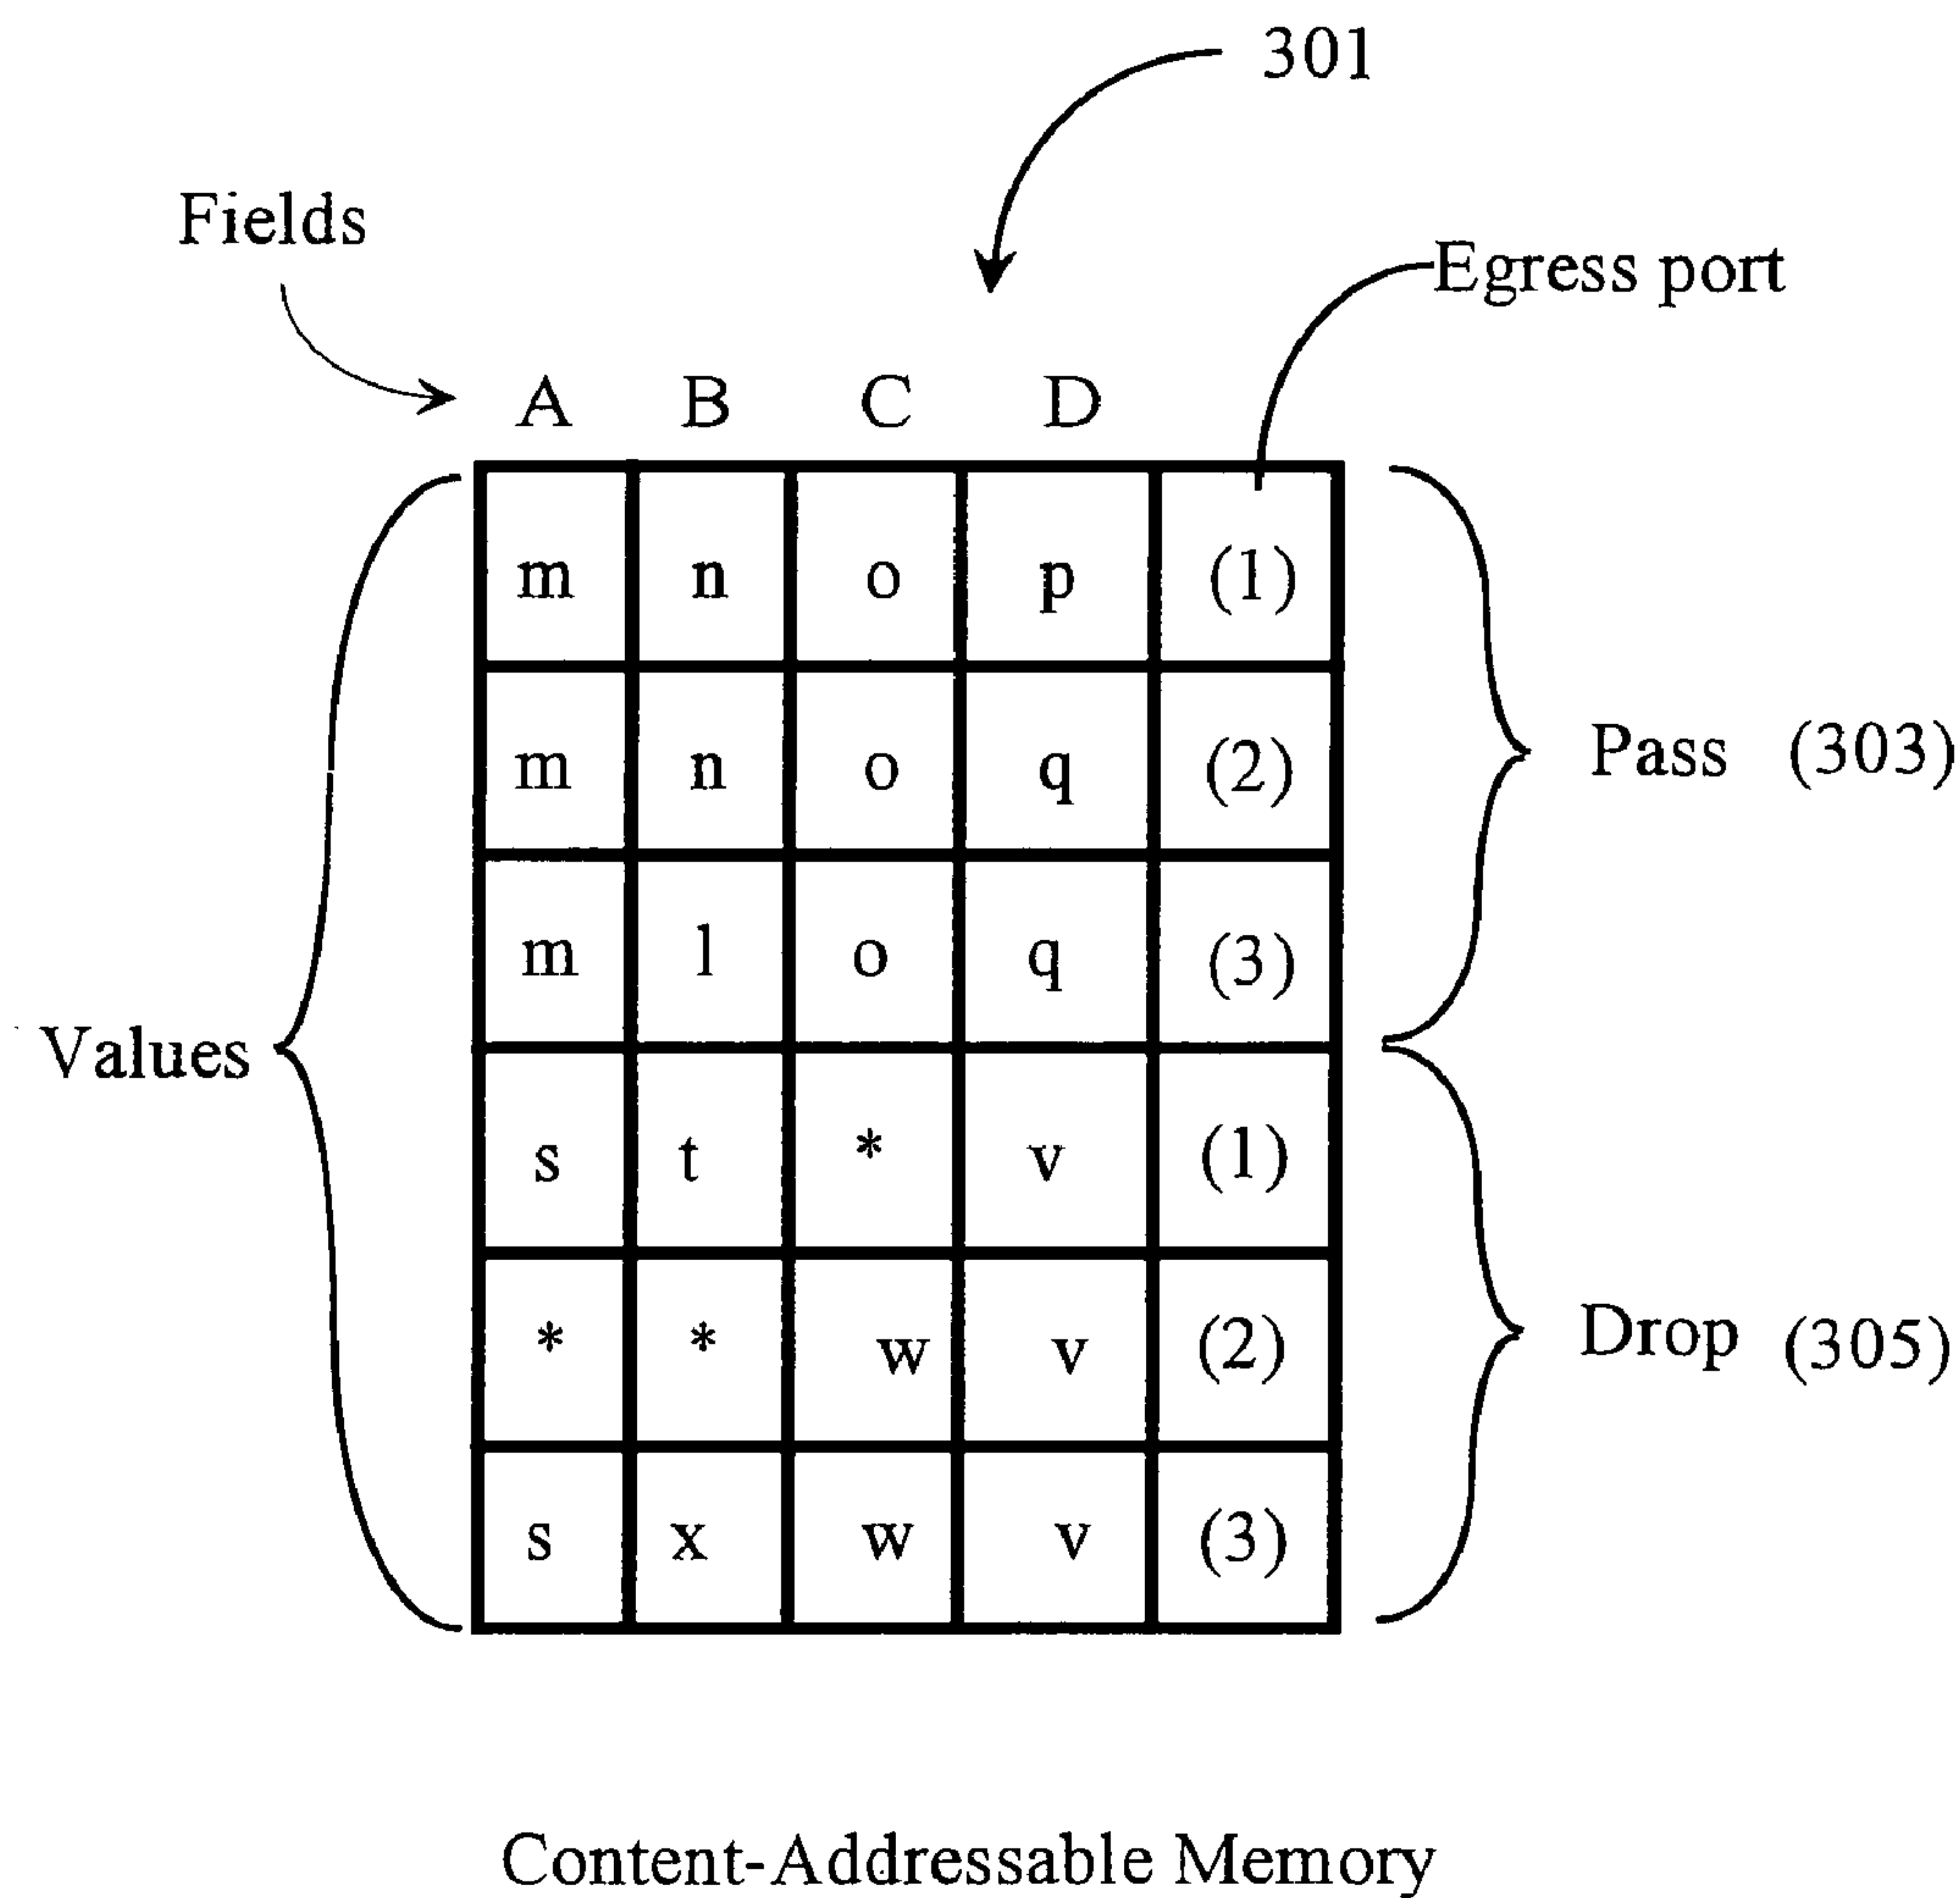 301
Fields
Egress port
A B C D
m n o p (1)
m n o q (2)
Pass (303)
m l o q (3)
Values
s t * v (1)
* * w v (2)
Drop (305)
s x w v (3)
Content-Addressable Memory